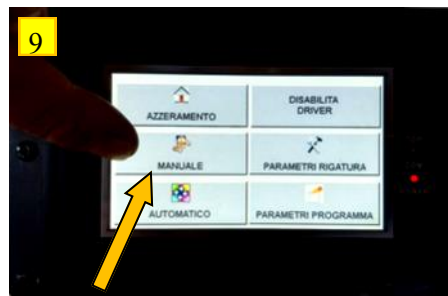 9
AZZERAMENTO
DISABILITA
DRIVER
MANUALE
PARAMETRI RIGATURA
AUTOMATICO
PARAMETRI PROGRAMMA